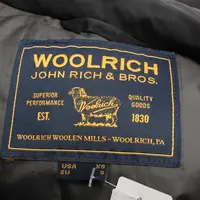 WOOLRICH
JOHN RICH & BROS.
SUPERIOR
PERFORMANCE
QUALITY
GOODS
Woolrich
EST.
1830
WOOLRICH WOOLEN MILLS - WOOLRICH, PA
USA XS
EU S